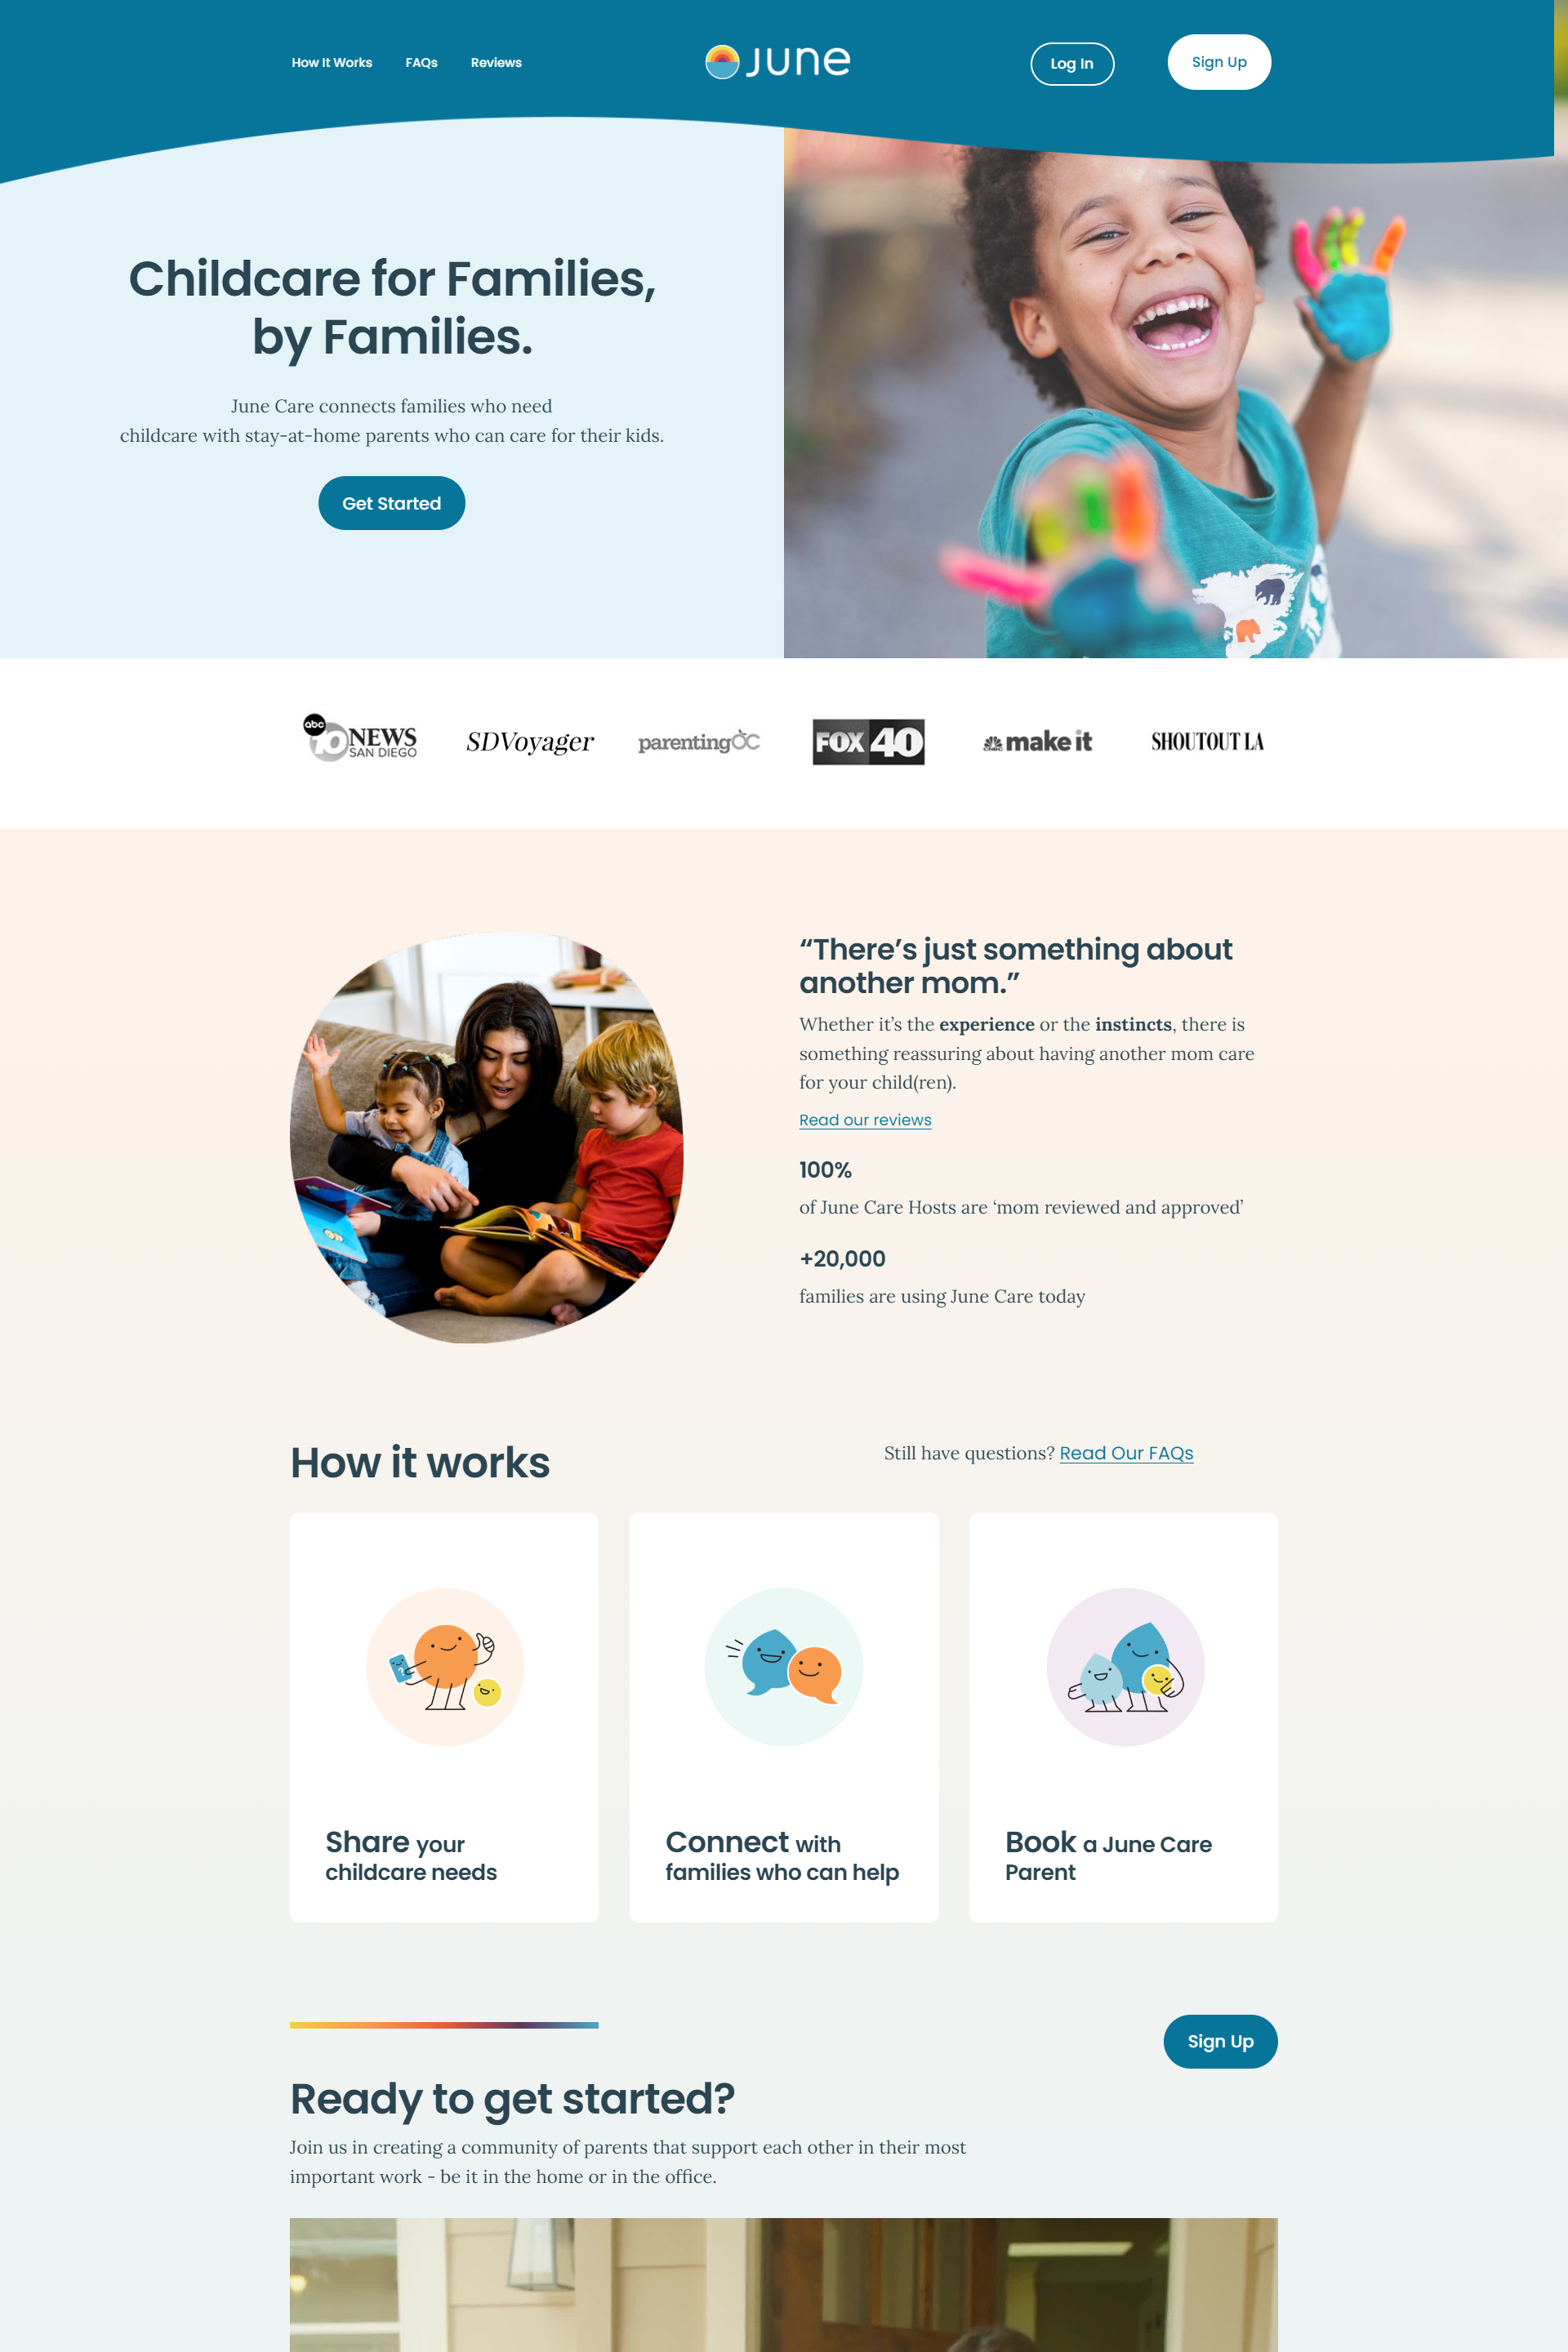 How It Works
FAQs
Reviews
June
Log In
Sign Up
Childcare for Families,
by Families.
June Care connects families who need
childcare with stay-at-home parents who can care for their kids.
Get Started
abc
10 NEWS
SAN DIEGO
SDVoyager
parentingOC
FOX 40
CNBC make it
SHOUTOUT LA
“There’s just something about
another mom.”
Whether it’s the experience or the instincts, there is
something reassuring about having another mom care
for your child(ren).
Read our reviews
100%
of June Care Hosts are ‘mom reviewed and approved’
+20,000
families are using June Care today
How it works
Still have questions? Read Our FAQs
?
Share your
childcare needs
Connect with
families who can help
Book a June Care
Parent
Sign Up
Ready to get started?
Join us in creating a community of parents that support each other in their most
important work - be it in the home or in the office.